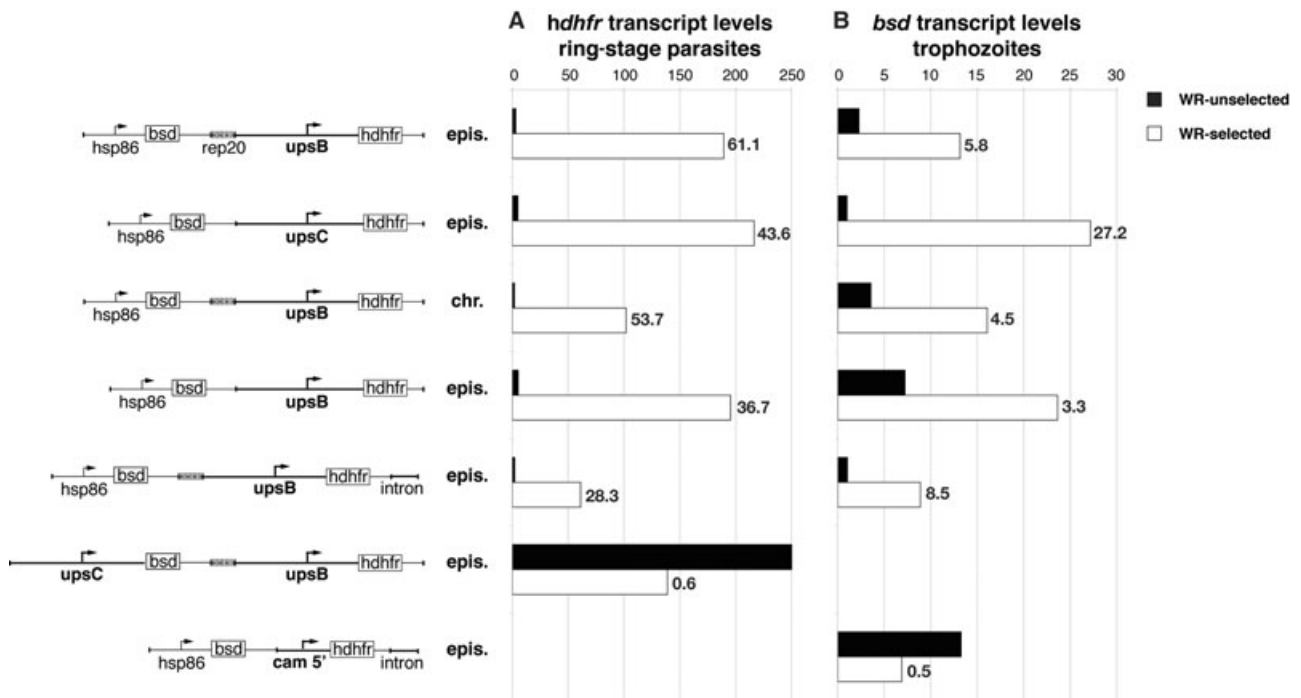 A hdhfr transcript levels
ring-stage parasites
B bsd transcript levels
trophozoites
0 50 100 150 200 250
0 5 10 15 20 25 30
WR-unselected
WR-selected
bsd hdhfr
hsp86 rep20 upsB
epis.
61.1
5.8
bsd hdhfr
hsp86 upsC
epis.
43.6
27.2
bsd hdhfr
hsp86 upsB
chr.
53.7
4.5
bsd hdhfr
hsp86 upsB
epis.
36.7
3.3
bsd hdhfr
hsp86 upsB intron
epis.
28.3
8.5
bsd hdhfr
upsC upsB
epis.
0.6
bsd hdhfr
hsp86 cam 5' intron
epis.
0.5